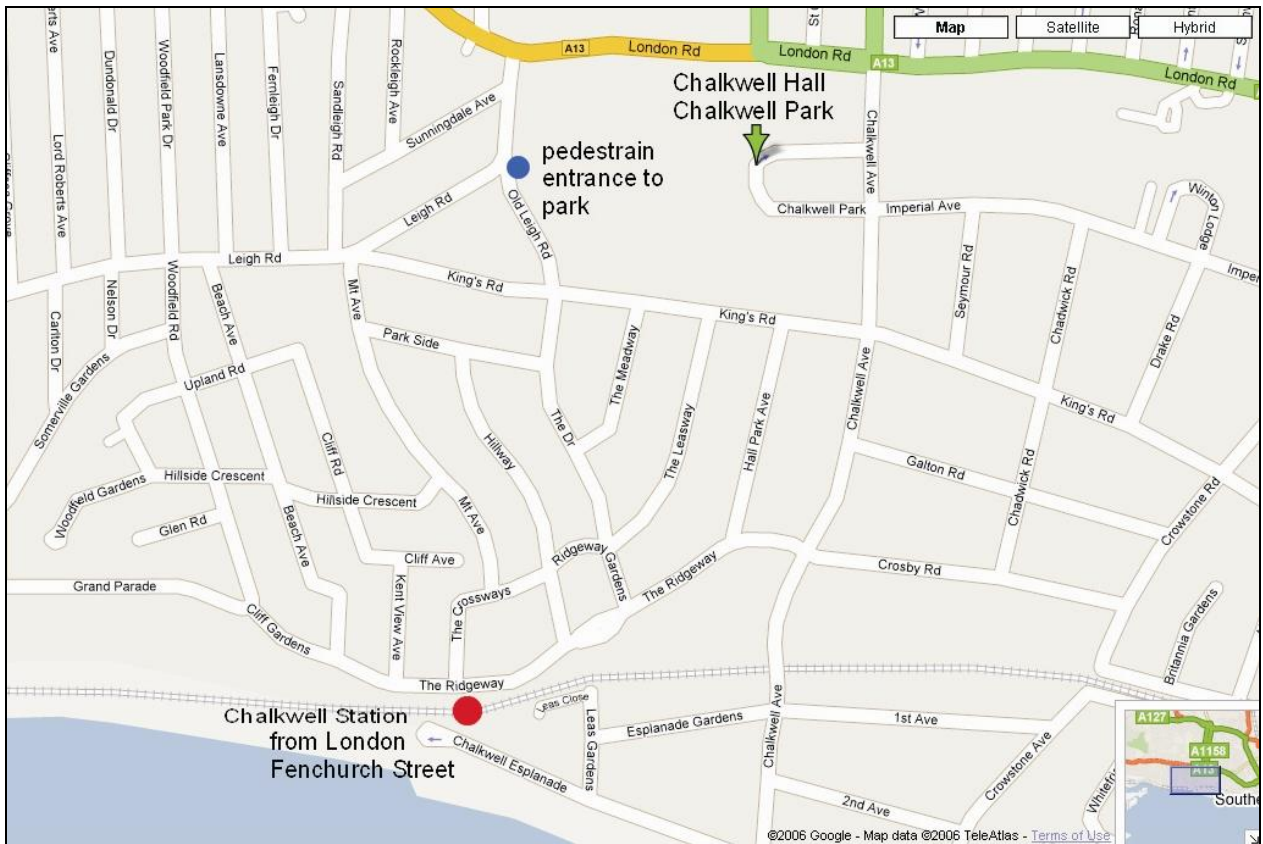 Map
Satellite
Hybrid
A13
London Rd
London Rd
A13
London Rd
erts Ave
Dundonald Dr
Woodfield Park Dr
Lansdowne Ave
Fernleigh Dr
Sandleigh Rd
Rockleigh Ave
Sunningdale Ave
Lord Roberts Ave
St
Chalkwell Hall
Chalkwell Park
Chalkwell Ave
pedestrain
entrance to
park
Leigh Rd
Old Leigh Rd
Chalkwell Park
Imperial Ave
Winton Lodge
Imper
Leigh Rd
King's Rd
King's Rd
Seymour Rd
Chadwick Rd
Drake Rd
Carlton Dr
Nelson Dr
Woodfield Rd
Beach Ave
Mt Ave
Park Side
The Meadway
Chalkwell Ave
King's Rd
Somerville Gardens
Upland Rd
Cliff Rd
Hillway
The Dr
The Leasway
Hall Park Ave
Galton Rd
Chadwick Rd
Crowstone Rd
Woodfield Gardens
Hillside Crescent
Hillside Crescent
Mt Ave
Glen Rd
Beach Ave
Cliff Ave
Ridgeway Gardens
The Ridgeway
Crosby Rd
Grand Parade
Cliff Gardens
Kent View Ave
The Crossways
Britannia Gardens
The Ridgeway
Leas Close
Chalkwell Station
from London
Fenchurch Street
Chalkwell Esplanade
Leas Gardens
Esplanade Gardens
Chalkwell Ave
1st Ave
Crowstone Ave
2nd Ave
Whitefo
A127
A1158
A13
Southe
©2006 Google - Map data ©2006 TeleAtlas - Terms of Use